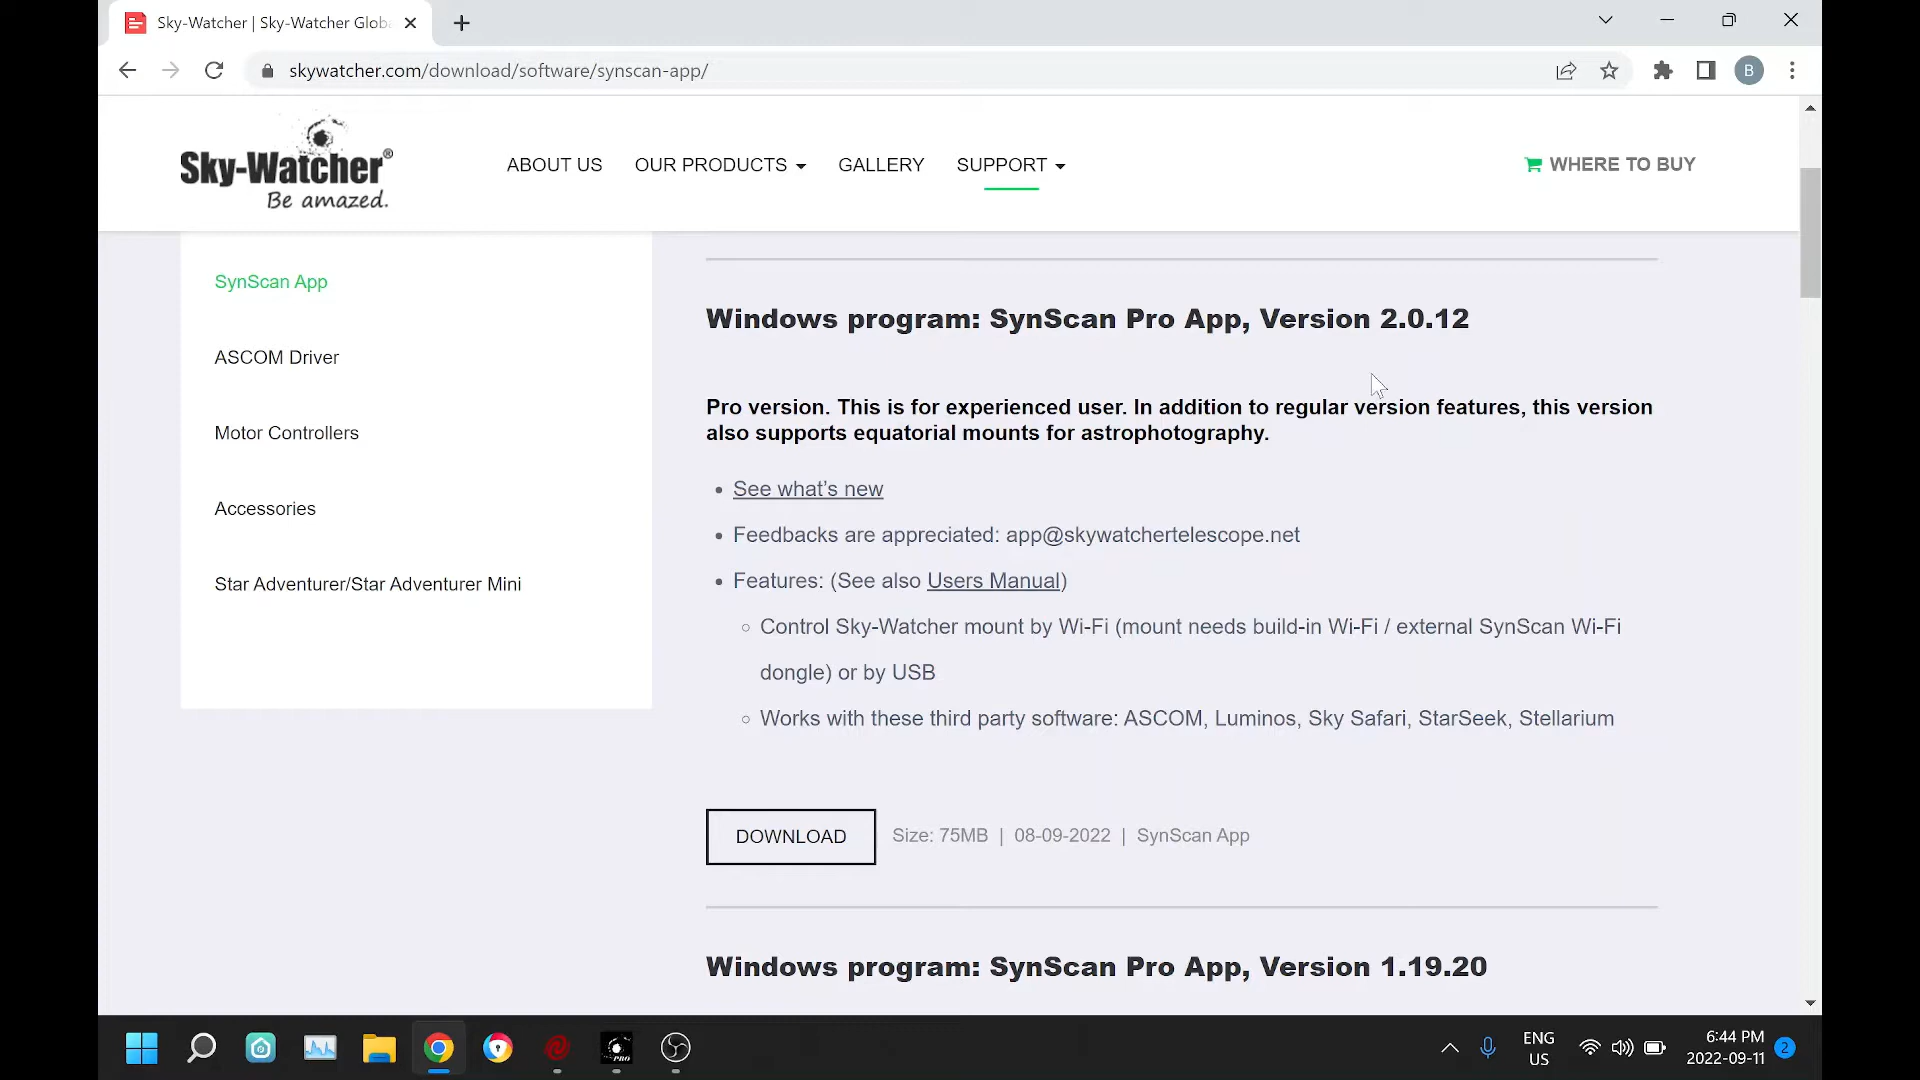 Sky-Watcher | Sky-Watcher Glob
skywatcher.com/download/software/synscan-app/
B
Sky-Watcher®
Be amazed.
ABOUT US
OUR PRODUCTS
GALLERY
SUPPORT
WHERE TO BUY
SynScan App
ASCOM Driver
Motor Controllers
Accessories
Star Adventurer/Star Adventurer Mini
Windows program: SynScan Pro App, Version 2.0.12
Pro version. This is for experienced user. In addition to regular version features, this version
also supports equatorial mounts for astrophotography.
See what's new
Feedbacks are appreciated: app@skywatchertelescope.net
Features: (See also Users Manual)
Control Sky-Watcher mount by Wi-Fi (mount needs build-in Wi-Fi / external SynScan Wi-Fi
dongle) or by USB
Works with these third party software: ASCOM, Luminos, Sky Safari, StarSeek, Stellarium
DOWNLOAD
Size: 75MB | 08-09-2022 | SynScan App
Windows program: SynScan Pro App, Version 1.19.20
PRO
ENG
US
6:44 PM
2022-09-11
2